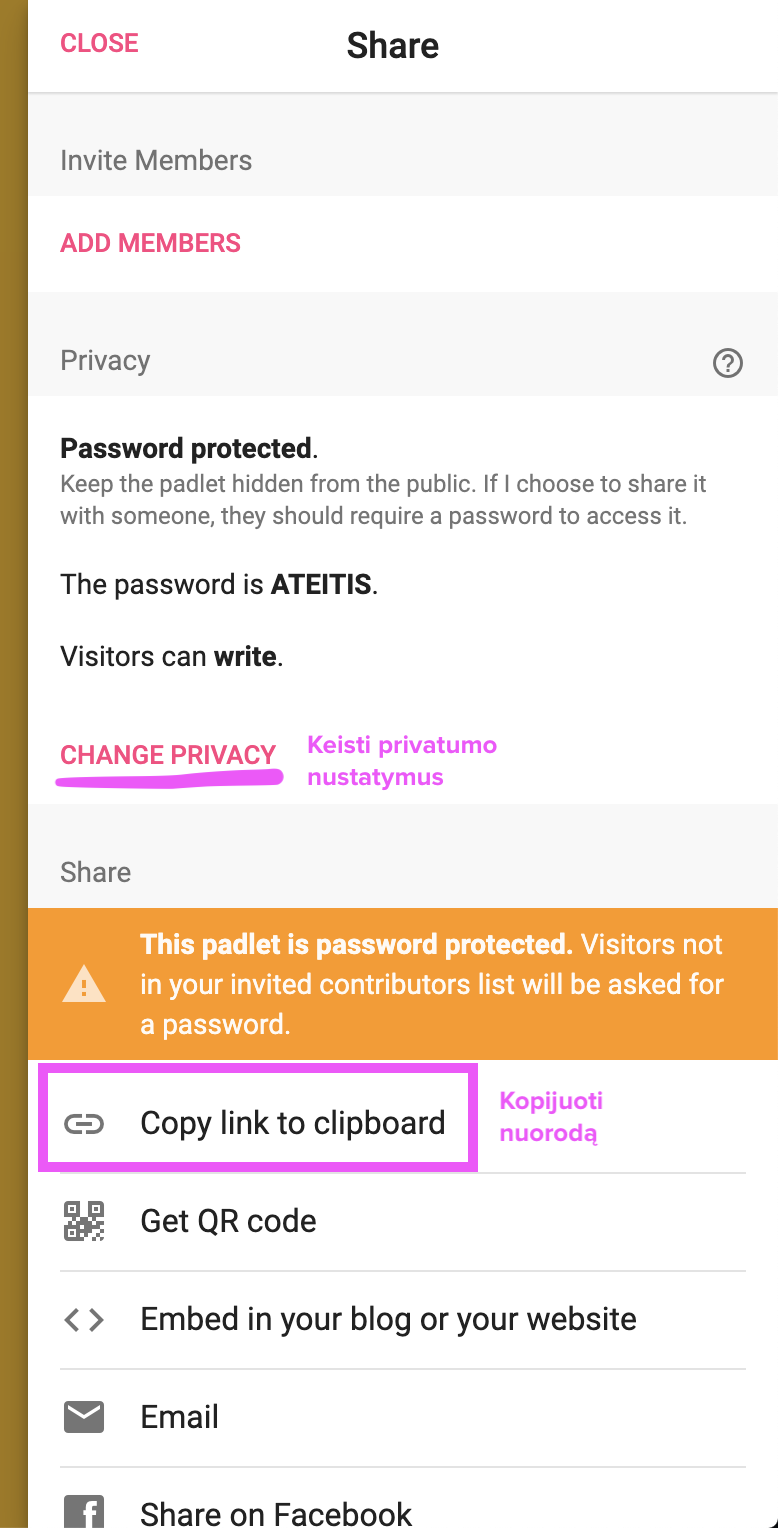 CLOSE
Share
Invite Members
ADD MEMBERS
Privacy
Password protected.
Keep the padlet hidden from the public. If I choose to share it
with someone, they should require a password to access it.
The password is ATEITIS.
Visitors can write.
CHANGE PRIVACY
Keisti privatumo
nustatymus
Share
This padlet is password protected. Visitors not
in your invited contributors list will be asked for
a password.
Copy link to clipboard
Kopijuoti
nuorodą
Get QR code
Embed in your blog or your website
Email
Share on Facebook